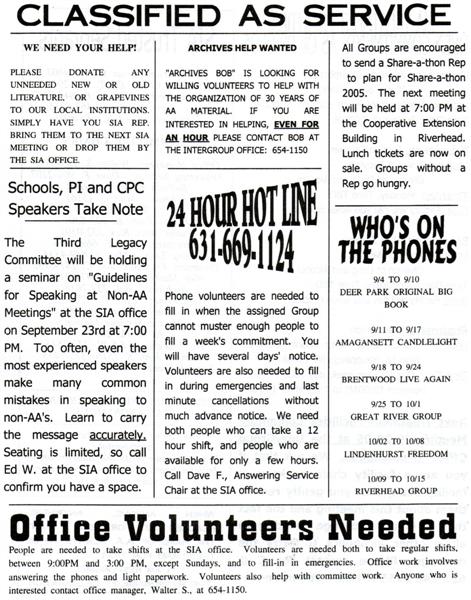 CLASSIFIED AS SERVICE
WE NEED YOUR HELP!
PLEASE DONATE ANY
UNNEEDED NEW OR OLD
LITERATURE, OR GRAPEVINES
TO OUR LOCAL INSTITUTIONS.
SIMPLY HAVE YOU SIA REP.
BRING THEM TO THE NEXT SIA
MEETING OR DROP THEM BY
THE SIA OFFICE.
Schools, PI and CPC
Speakers Take Note
The Third Legacy
Committee will be holding
a seminar on "Guidelines
for Speaking at Non-AA
Meetings" at the SIA office
on September 23rd at 7:00
PM. Too often, even the
most experienced speakers
make many common
mistakes in speaking to
non-AA's. Learn to carry
the message accurately.
Seating is limited, so call
Ed W. at the SIA office to
confirm you have a space.
ARCHIVES HELP WANTED
"ARCHIVES BOB" IS LOOKING FOR
WILLING VOLUNTEERS TO HELP WITH
THE ORGANIZATION OF 30 YEARS OF
AA MATERIAL. IF YOU ARE
INTERESTED IN HELPING, EVEN FOR
AN HOUR PLEASE CONTACT BOB AT
THE INTERGROUP OFFICE: 654-1150
24 HOUR HOT LINE
631-669-1124
Phone volunteers are needed to
fill in when the assigned Group
cannot muster enough people to
fill a week's commitment. You
will have several days' notice.
Volunteers are also needed to fill
in during emergencies and last
minute cancellations without
much advance notice. We need
both people who can take a 12
hour shift, and people who are
available for only a few hours.
Call Dave F., Answering Service
Chair at the SIA office.
All Groups are encouraged
to send a Share-a-thon Rep
to plan for Share-a-thon
2005. The next meeting
will be held at 7:00 PM at
the Cooperative Extension
Building in Riverhead.
Lunch tickets are now on
sale. Groups without a
Rep go hungry.
WHO'S ON
THE PHONES
9/4 TO 9/10
DEER PARK ORIGINAL BIG
BOOK
9/11 TO 9/17
AMAGANSETT CANDLELIGHT
9/18 TO 9/24
BRENTWOOD LIVE AGAIN
9/25 TO 10/1
GREAT RIVER GROUP
10/02 TO 10/08
LINDENHURST FREEDOM
10/09 TO 10/15
RIVERHEAD GROUP
Office Volunteers Needed
People are needed to take shifts at the SIA office. Volunteers are needed both to take regular shifts,
between 9:00PM and 3:00 PM, except Sundays, and to fill-in in emergencies. Office work involves
answering the phones and light paperwork. Volunteers also help with committee work. Anyone who is
interested contact office manager, Walter S., at 654-1150.